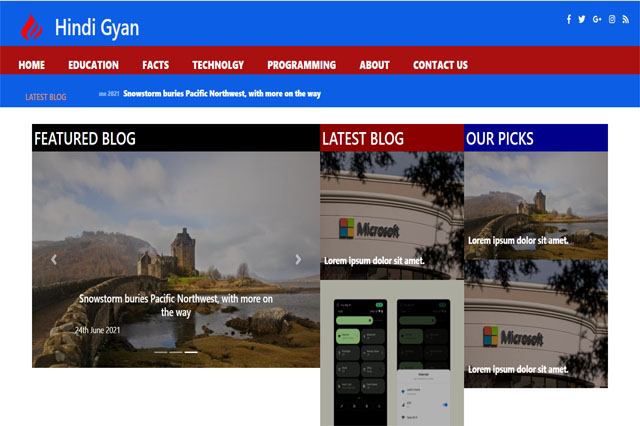 Hindi Gyan
HOME EDUCATION FACTS TECHNOLGY PROGRAMMING ABOUT CONTACT US
LATEST BLOG 2021 Snowstorm buries Pacific Northwest, with more on the way
FEATURED BLOG
Snowstorm buries Pacific Northwest, with more on
the way
24th June 2021
LATEST BLOG
Microsoft
Lorem ipsum dolor sit amet.
OUR PICKS
Lorem ipsum dolor sit amet.
Microsoft
Lorem ipsum dolor sit amet.